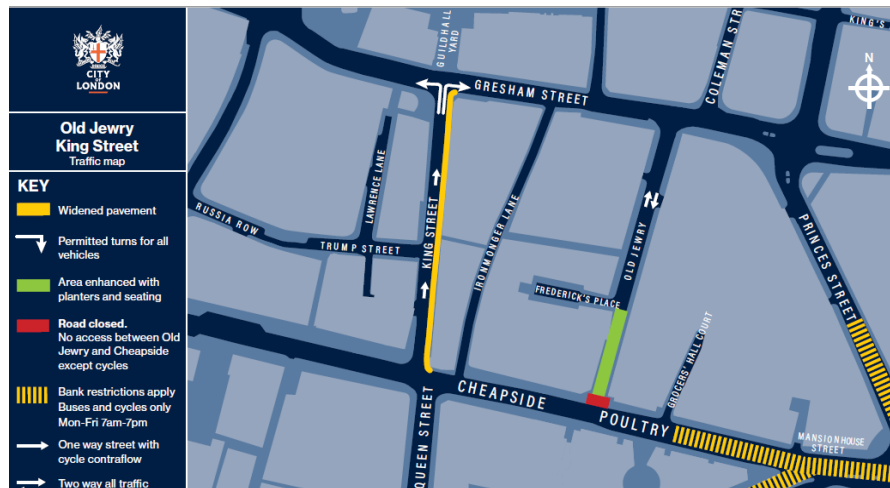 CITY
OF
LONDON
Old Jewry
King Street
Traffic map
KEY
Widened pavement
Permitted turns for all
vehicles
Area enhanced with
planters and seating
Road closed.
No access between Old
Jewry and Cheapside
except cycles
Bank restrictions apply
Buses and cycles only
Mon-Fri 7am-7pm
One way street with
cycle contraflow
Two way all traffic
GUILDHALL
YARD
GRESHAM STREET
COLEMAN STR
KING'S
N
LAWRENCE LANE
RUSSIA ROW
TRUMP STREET
KING STREET
IRONMONGER LANE
OLD JEWRY
FREDERICK'S PLACE
PRINCES STREET
GROCERS' HALL COURT
CHEAPSIDE
POULTRY
QUEEN STREET
MANSION HOUSE
STREET